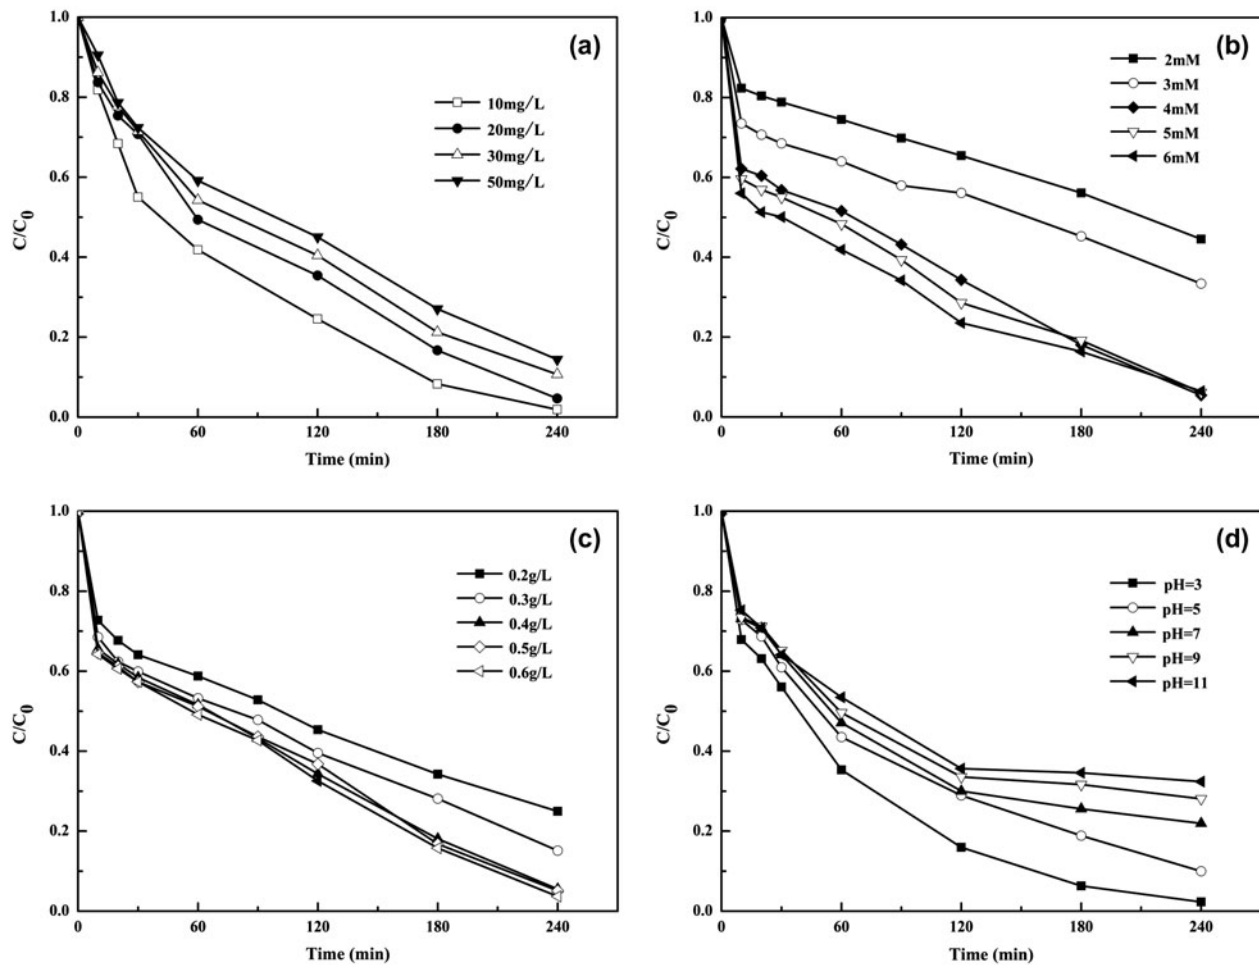 (a)
10mg/L
20mg/L
30mg/L
50mg/L
1.0
0.8
0.6
0.4
0.2
0.0
C/C0
0 60 120 180 240
Time (min)
(b)
2mM
3mM
4mM
5mM
6mM
1.0
0.8
0.6
0.4
0.2
0.0
C/C0
0 60 120 180 240
Time (min)
(c)
0.2g/L
0.3g/L
0.4g/L
0.5g/L
0.6g/L
1.0
0.8
0.6
0.4
0.2
0.0
C/C0
0 60 120 180 240
Time (min)
(d)
pH=3
pH=5
pH=7
pH=9
pH=11
1.0
0.8
0.6
0.4
0.2
0.0
C/C0
0 60 120 180 240
Time (min)